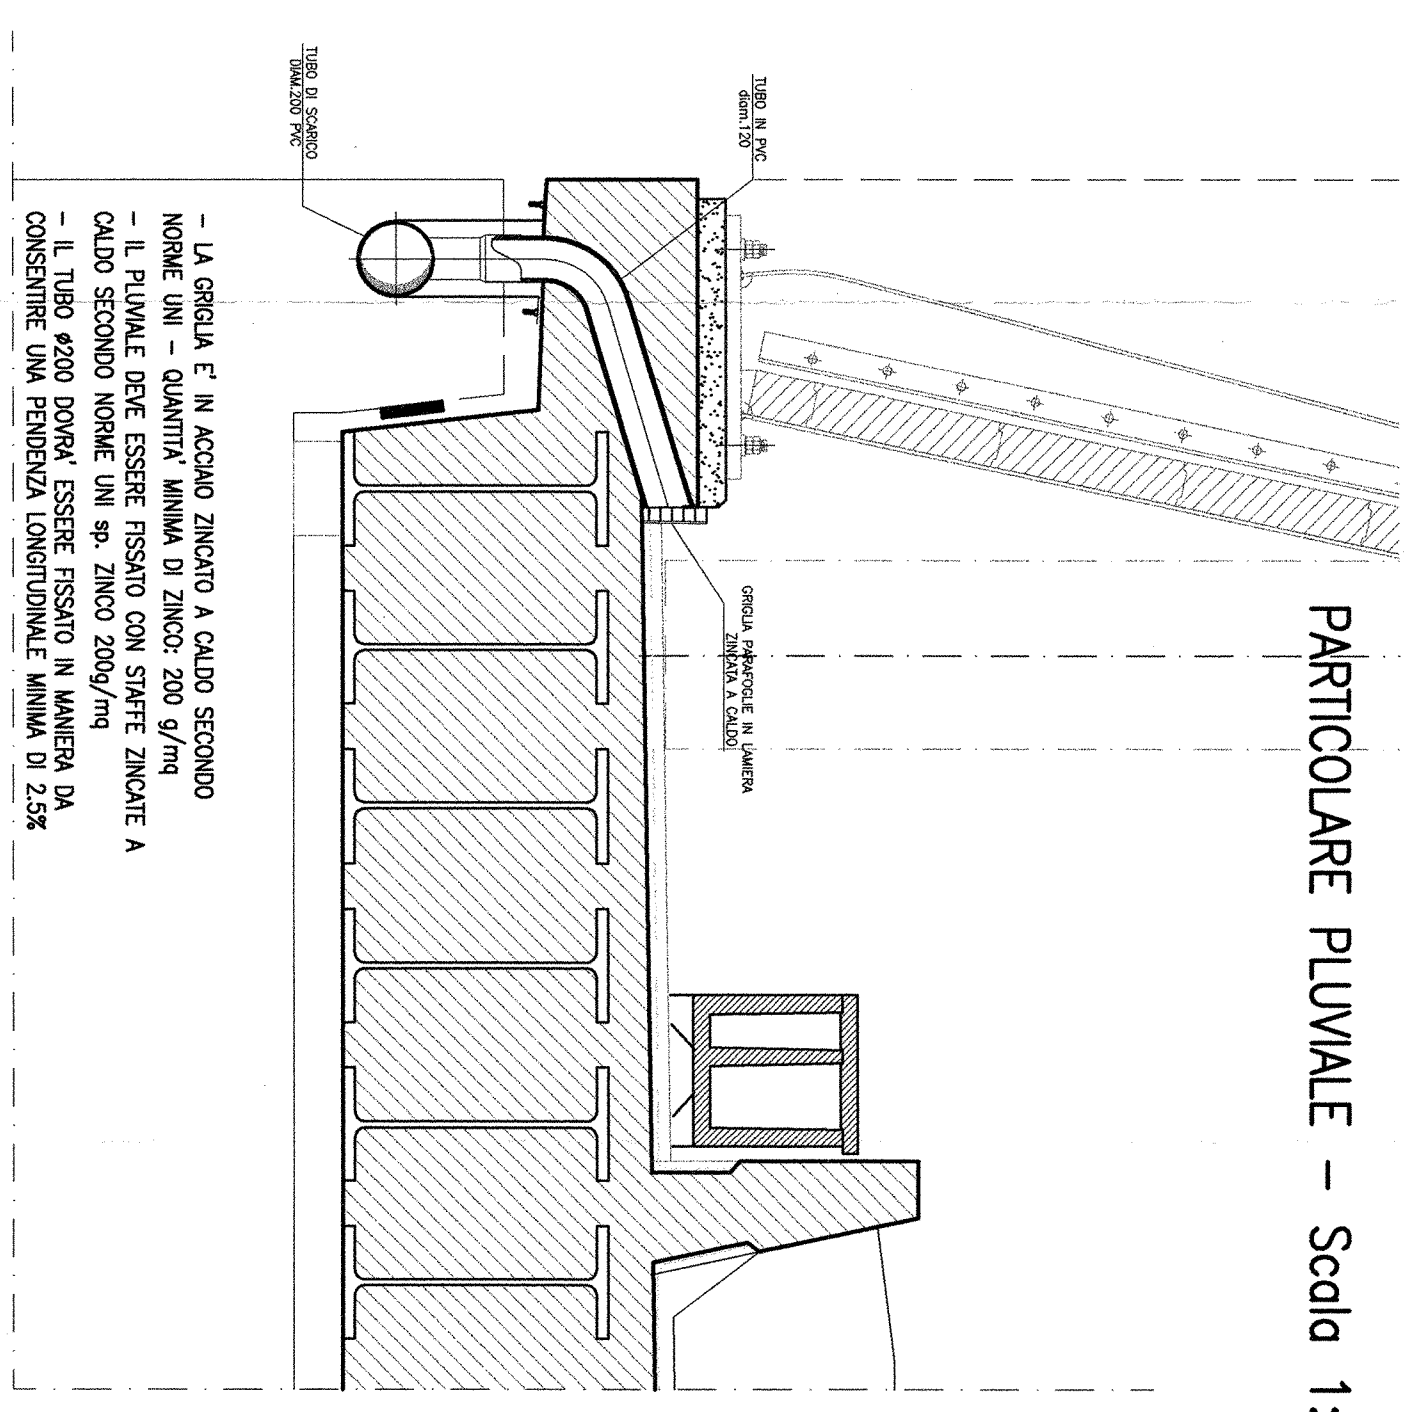 PARTICOLARE PLUVIALE - Scala 1:
TUBO IN PVC
diam.120
TUBO DI SCARICO
DIAM.200 PVC
GRIGLIA PARAFOGLIE IN LAMIERA
ZINCATA A CALDO
- LA GRIGLIA E' IN ACCIAIO ZINCATO A CALDO SECONDO
NORME UNI - QUANTITA' MINIMA DI ZINCO: 200 g/mq
- IL PLUVIALE DEVE ESSERE FISSATO CON STAFFE ZINCATE A
CALDO SECONDO NORME UNI sp. ZINCO 200g/mq
- IL TUBO ø200 DOVRA' ESSERE FISSATO IN MANIERA DA
CONSENTIRE UNA PENDENZA LONGITUDINALE MINIMA DI 2.5%